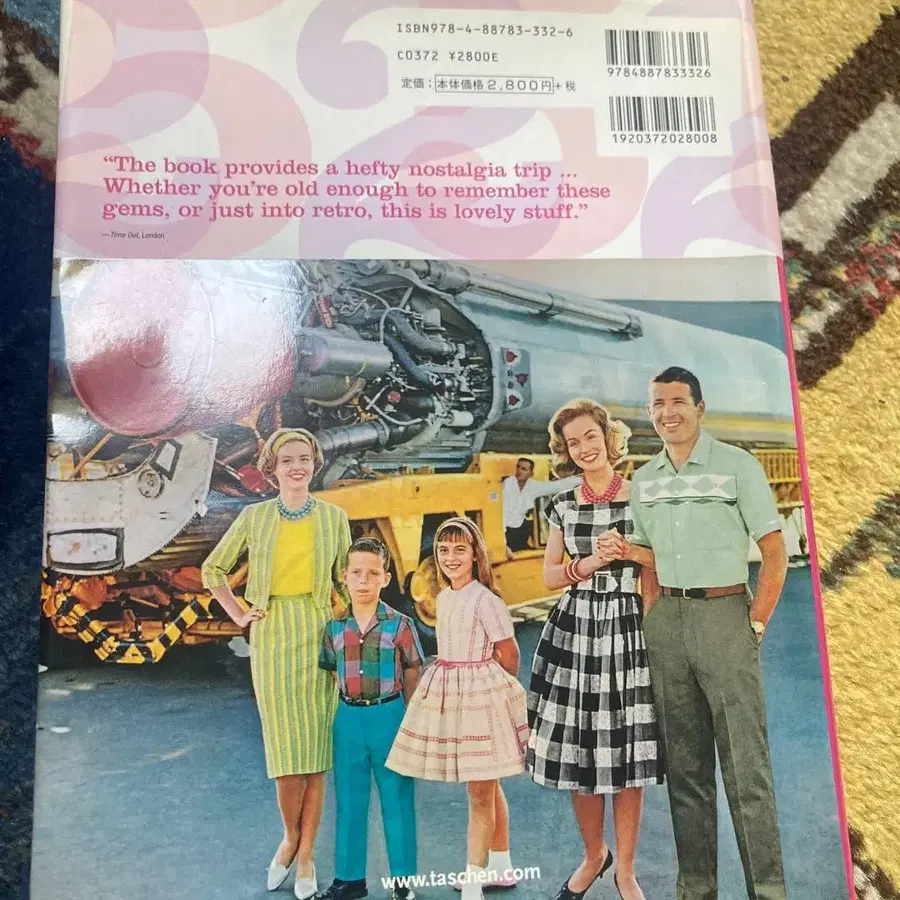 ISBN978-4-88783-332-6
C0372 ¥2800E
定価:本体価格2,800円+税
9784887833326
1920372028008
“The book provides a hefty nostalgia trip ...
Whether you're old enough to remember these
gems, or just into retro, this is lovely stuff.”
—Time Out, London
www.taschen.com